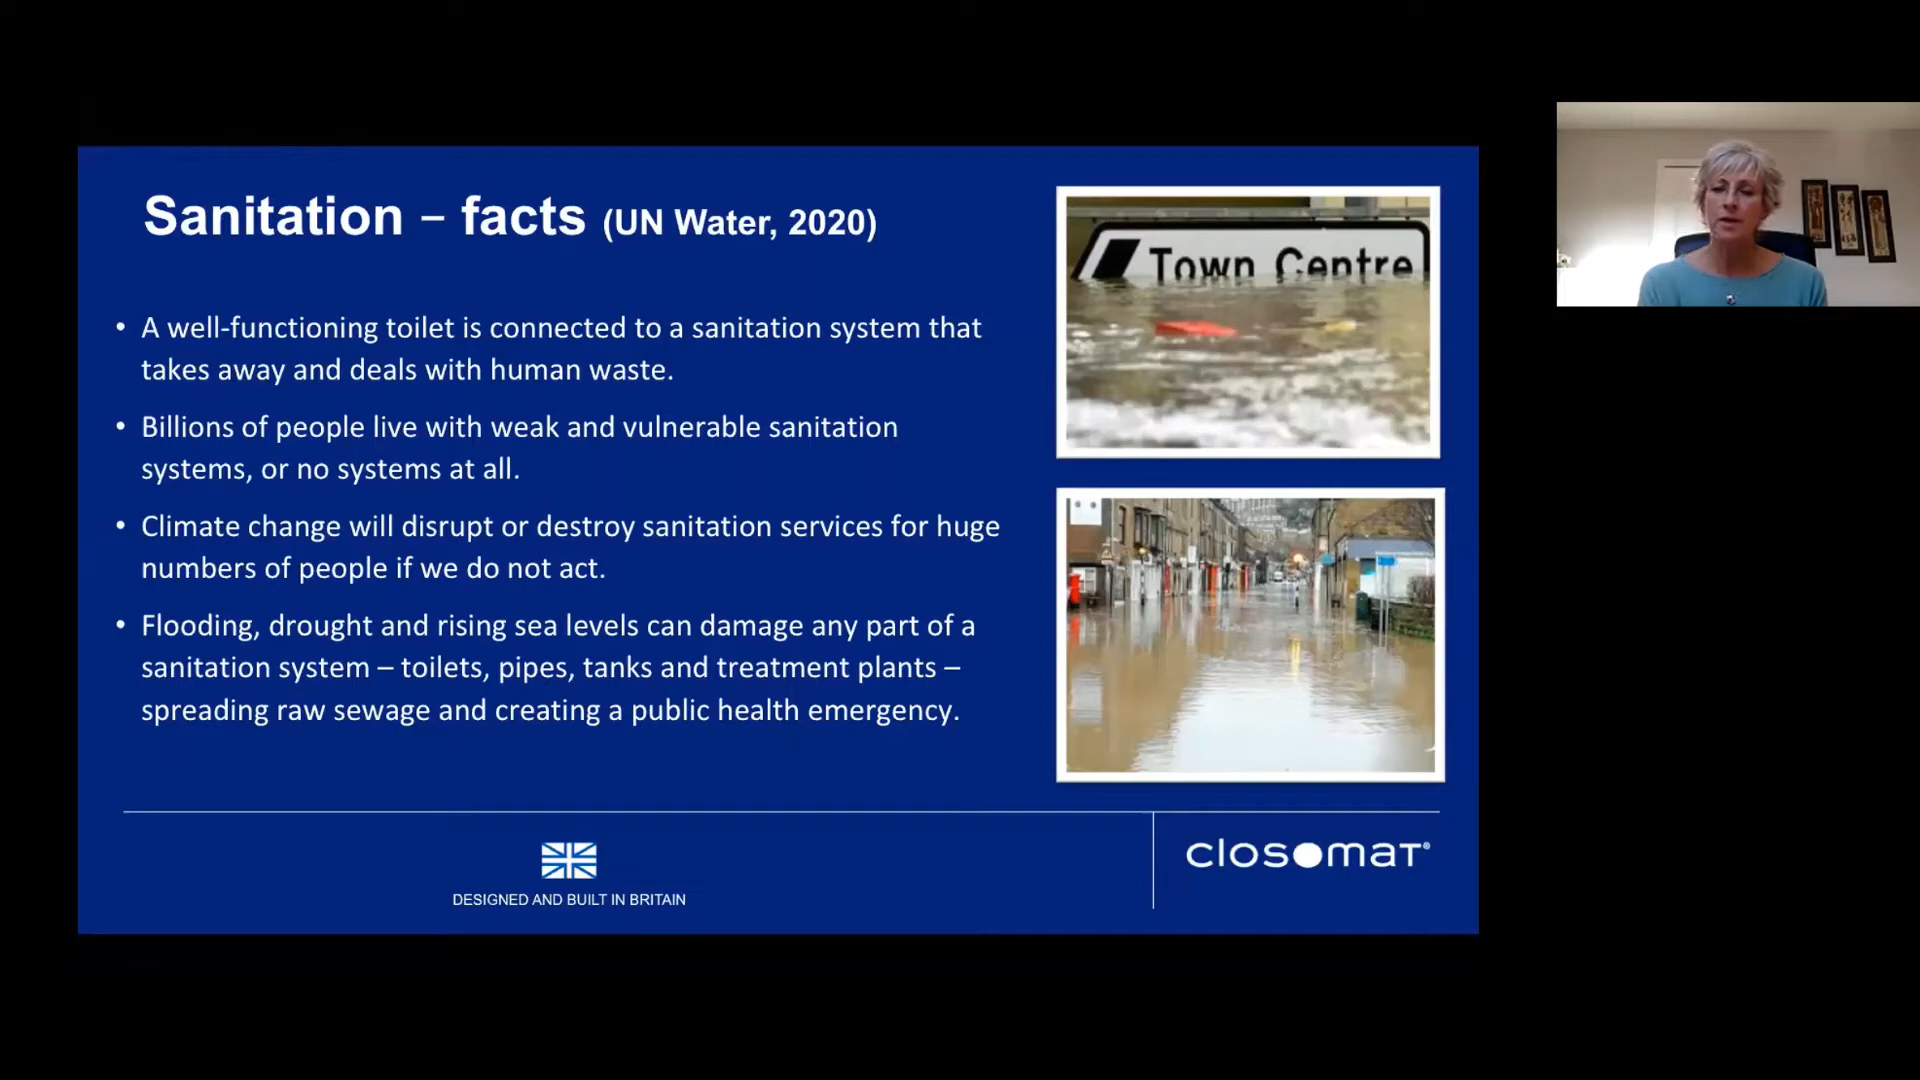 Sanitation – facts (UN Water, 2020)
• A well-functioning toilet is connected to a sanitation system that
takes away and deals with human waste.
• Billions of people live with weak and vulnerable sanitation
systems, or no systems at all.
• Climate change will disrupt or destroy sanitation services for huge
numbers of people if we do not act.
• Flooding, drought and rising sea levels can damage any part of a
sanitation system – toilets, pipes, tanks and treatment plants –
spreading raw sewage and creating a public health emergency.
Town Centre
DESIGNED AND BUILT IN BRITAIN
closomat®